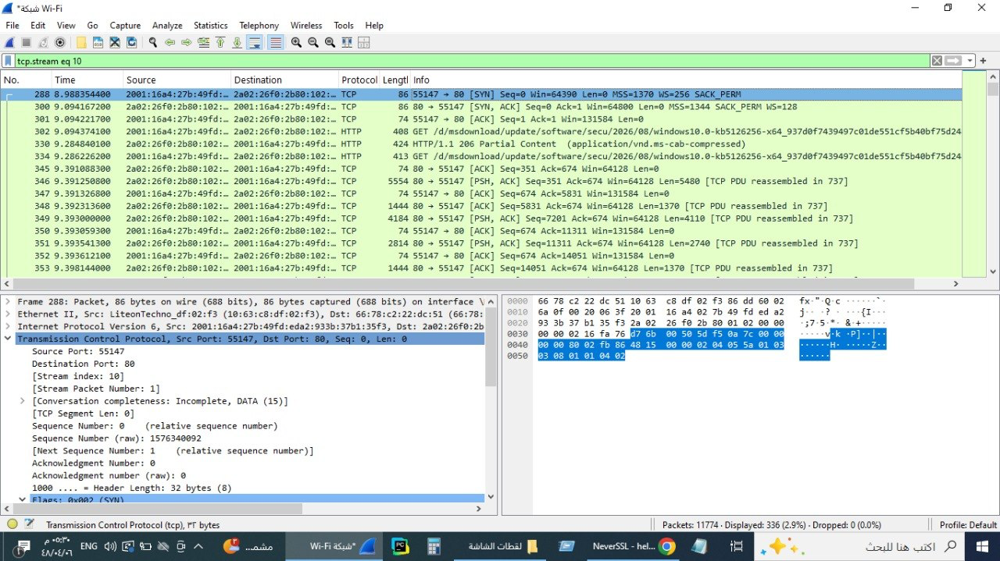 *شبكة Wi-Fi
File Edit View Go Capture Analyze Statistics Telephony Wireless Tools Help
tcp.stream eq 10
No. Time Source Destination Protocol Lengtl Info
288 8.988354400 2001:16a4:27b:49fd:… 2a02:26f0:2b80:102:… TCP 86 55147 → 80 [SYN] Seq=0 Win=64390 Len=0 MSS=1370 WS=256 SACK_PERM
300 9.094167200 2a02:26f0:2b80:102:… 2001:16a4:27b:49fd:… TCP 86 80 → 55147 [SYN, ACK] Seq=0 Ack=1 Win=64800 Len=0 MSS=1344 SACK_PERM WS=128
301 9.094221700 2001:16a4:27b:49fd:… 2a02:26f0:2b80:102:… TCP 74 55147 → 80 [ACK] Seq=1 Ack=1 Win=131584 Len=0
302 9.094374100 2001:16a4:27b:49fd:… 2a02:26f0:2b80:102:… HTTP 408 GET /d/msdownload/update/software/secu/2026/08/windows10.0-kb5126256-x64_937d0f7439497c01de551cf5b40bf75d24
330 9.284840100 2a02:26f0:2b80:102:… 2001:16a4:27b:49fd:… HTTP 424 HTTP/1.1 206 Partial Content (application/vnd.ms-cab-compressed)
334 9.286226200 2001:16a4:27b:49fd:… 2a02:26f0:2b80:102:… HTTP 413 GET /d/msdownload/update/software/secu/2026/08/windows10.0-kb5126256-x64_937d0f7439497c01de551cf5b40bf75d24
345 9.391088300 2a02:26f0:2b80:102:… 2001:16a4:27b:49fd:… TCP 74 80 → 55147 [ACK] Seq=351 Ack=674 Win=64128 Len=0
346 9.391250800 2a02:26f0:2b80:102:… 2001:16a4:27b:49fd:… TCP 5554 80 → 55147 [PSH, ACK] Seq=351 Ack=674 Win=64128 Len=5480 [TCP PDU reassembled in 737]
347 9.391326800 2001:16a4:27b:49fd:… 2a02:26f0:2b80:102:… TCP 74 55147 → 80 [ACK] Seq=674 Ack=5831 Win=131584 Len=0
348 9.392313600 2a02:26f0:2b80:102:… 2001:16a4:27b:49fd:… TCP 1444 80 → 55147 [ACK] Seq=5831 Ack=674 Win=64128 Len=1370 [TCP PDU reassembled in 737]
349 9.393000000 2a02:26f0:2b80:102:… 2001:16a4:27b:49fd:… TCP 4184 80 → 55147 [PSH, ACK] Seq=7201 Ack=674 Win=64128 Len=4110 [TCP PDU reassembled in 737]
350 9.393059300 2001:16a4:27b:49fd:… 2a02:26f0:2b80:102:… TCP 74 55147 → 80 [ACK] Seq=674 Ack=11311 Win=131584 Len=0
351 9.393541300 2a02:26f0:2b80:102:… 2001:16a4:27b:49fd:… TCP 2814 80 → 55147 [PSH, ACK] Seq=11311 Ack=674 Win=64128 Len=2740 [TCP PDU reassembled in 737]
352 9.393612100 2001:16a4:27b:49fd:… 2a02:26f0:2b80:102:… TCP 74 55147 → 80 [ACK] Seq=674 Ack=14051 Win=131584 Len=0
353 9.398144000 2a02:26f0:2b80:102:… 2001:16a4:27b:49fd:… TCP 1444 80 → 55147 [ACK] Seq=14051 Ack=674 Win=64128 Len=1370 [TCP PDU reassembled in 737]
Frame 288: Packet, 86 bytes on wire (688 bits), 86 bytes captured (688 bits) on interface \
Ethernet II, Src: LiteonTechno_df:02:f3 (10:63:c8:df:02:f3), Dst: 66:78:c2:22:dc:51 (66:78:
Internet Protocol Version 6, Src: 2001:16a4:27b:49fd:eda2:933b:37b1:35f3, Dst: 2a02:26f0:2b
Transmission Control Protocol, Src Port: 55147, Dst Port: 80, Seq: 0, Len: 0
Source Port: 55147
Destination Port: 80
[Stream index: 10]
[Stream Packet Number: 1]
[Conversation completeness: Incomplete, DATA (15)]
[TCP Segment Len: 0]
Sequence Number: 0 (relative sequence number)
Sequence Number (raw): 1576340092
[Next Sequence Number: 1 (relative sequence number)]
Acknowledgment Number: 0
Acknowledgment number (raw): 0
1000 .... = Header Length: 32 bytes (8)
Flags: 0x002 (SYN)
0000 66 78 c2 22 dc 51 10 63 c8 df 02 f3 86 dd 60 02 fx·"·Q·c ······`·
0010 6a 0f 00 20 06 3f 20 01 16 a4 02 7b 49 fd ed a2 j·· ·? · ···{I···
0020 93 3b 37 b1 35 f3 2a 02 26 f0 2b 80 01 02 00 00 ·;7·5·*· &·+·····
0030 00 00 02 16 fa 76 d7 6b 00 50 5d f5 0a 7c 00 00 ·····v·k ·P]··|··
0040 00 00 80 02 fb 86 48 15 00 00 02 04 05 5a 01 03 ······H· ·····Z··
0050 03 08 01 01 04 02 ······
Transmission Control Protocol (tcp), ٣٢ bytes
Packets: 11774 · Displayed: 336 (2.9%) · Dropped: 0 (0.0%)
Profile: Default
٠٥:٣٠ م
٤٨/٠٤/٠٦
ENG
مشمـ...
*شبكة Wi-Fi
لقطات الشاشة
NeverSSL - hel...
اكتب هنا للبحث